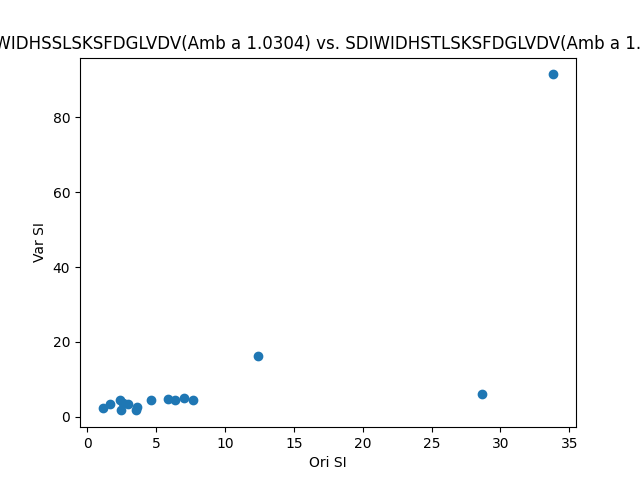 WIDHSSLSKSFDGLVDV(Amb a 1.0304) vs. SDIWIDHSTLSKSFDGLVDV(Amb a 1.
Var SI
80
60
40
20
0
0 5 10 15 20 25 30 35
Ori SI